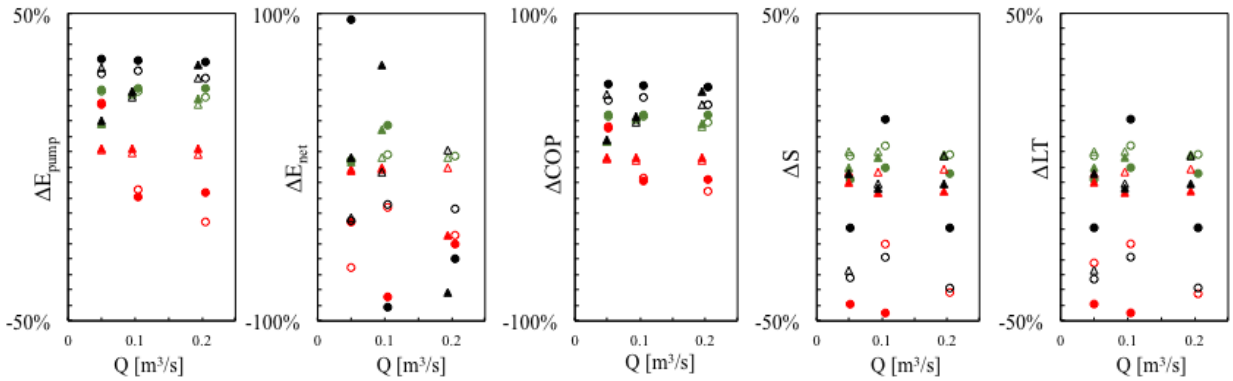 50%
ΔE_pump
-50%
0 0.1 0.2
Q [m³/s]
100%
ΔE_net
-100%
0 0.1 0.2
Q [m³/s]
100%
ΔCOP
-100%
0 0.1 0.2
Q [m³/s]
50%
ΔS
-50%
0 0.1 0.2
Q [m³/s]
50%
ΔLT
-50%
0 0.1 0.2
Q [m³/s]